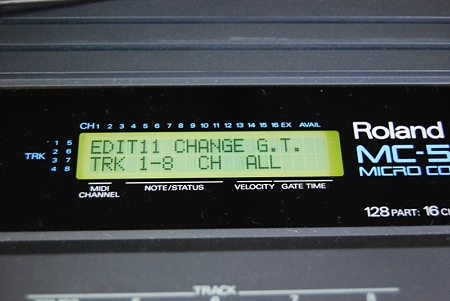 CH 1 2 3 4 5 6 7 8 9 10 11 12 13 14 15 16 EX AVAIL
EDIT11 CHANGE G.T.
TRK 1-8 CH ALL
TRK
1 5
2 6
3 7
4 8
MIDI CHANNEL
NOTE/STATUS
VELOCITY
GATE TIME
Roland
MC-5
MICRO CO
128 PART: 16 C
TRACK